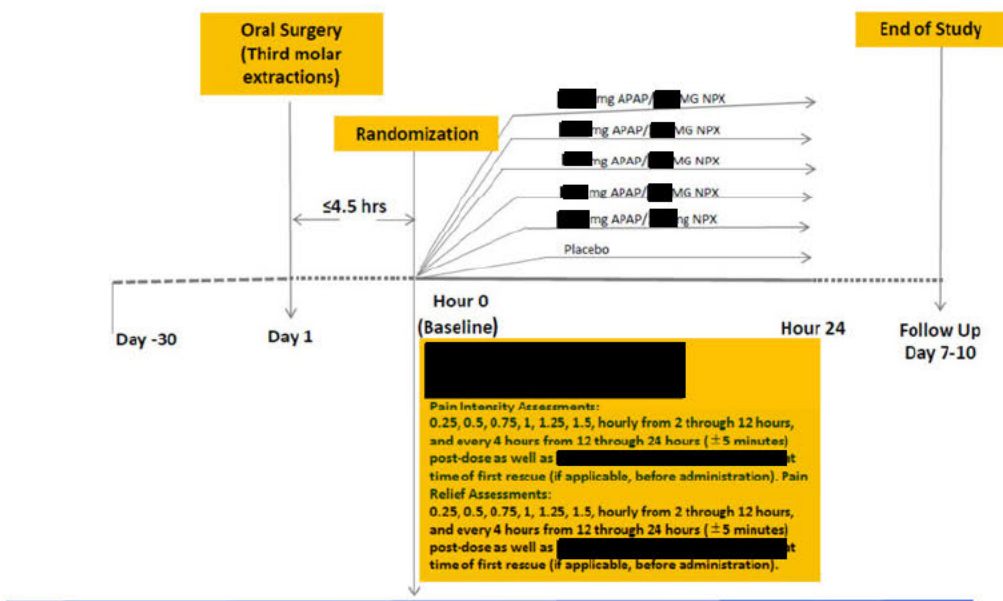 Oral Surgery
(Third molar
extractions)
End of Study
Randomization
mg APAP/ MG NPX
mg APAP/ MG NPX
mg APAP/ MG NPX
mg APAP/ MG NPX
mg APAP/ ng NPX
Placebo
≤4.5 hrs
Day -30
Day 1
Hour 0
(Baseline)
Hour 24
Follow Up
Day 7-10
Pain Intensity Assessments:
0.25, 0.5, 0.75, 1, 1.25, 1.5, hourly from 2 through 12 hours,
and every 4 hours from 12 through 24 hours (±5 minutes)
post-dose as well as at
time of first rescue (if applicable, before administration). Pain
Relief Assessments:
0.25, 0.5, 0.75, 1, 1.25, 1.5, hourly from 2 through 12 hours,
and every 4 hours from 12 through 24 hours (±5 minutes)
post-dose as well as at
time of first rescue (if applicable, before administration).